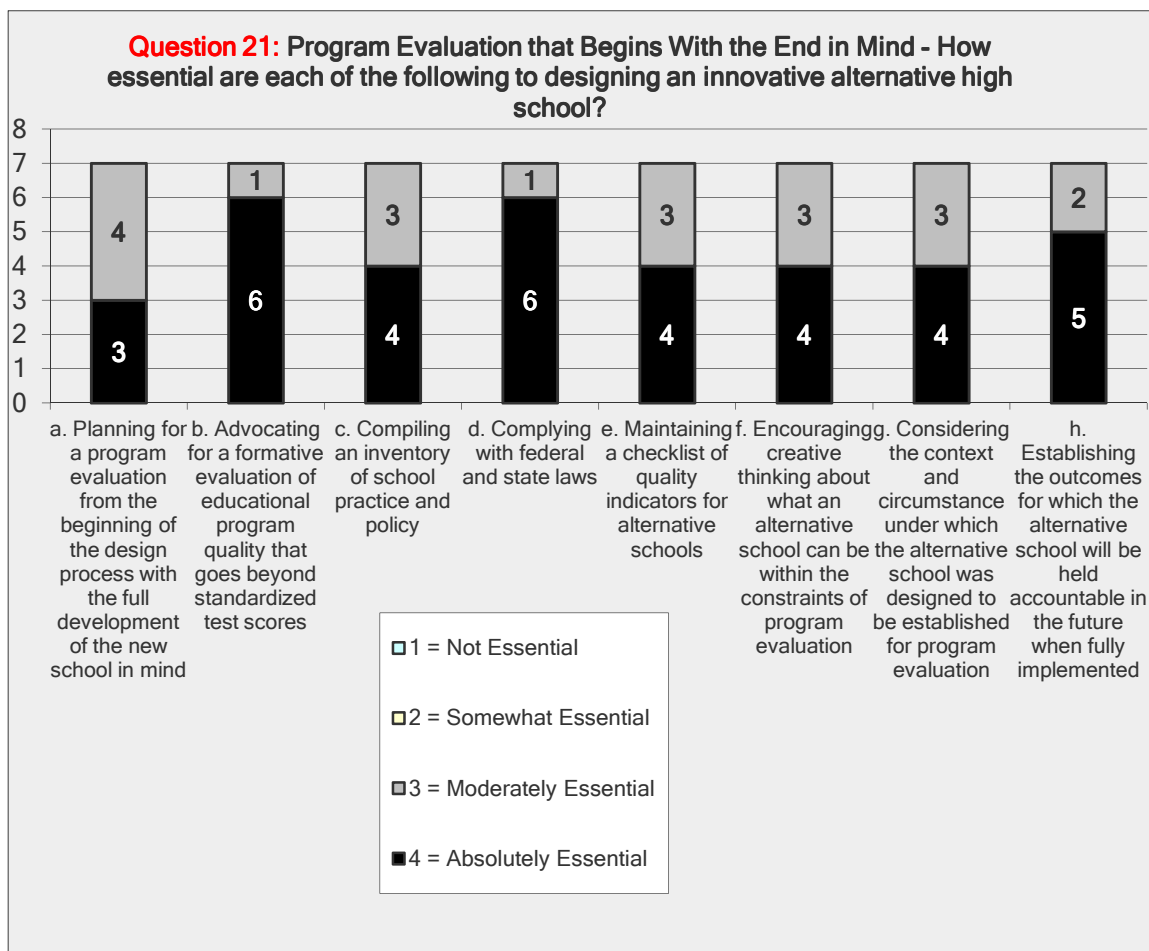 Question 21: Program Evaluation that Begins With the End in Mind - How
essential are each of the following to designing an innovative alternative high
school?
8
7
6
5
4
3
2
1
0
4
3
1
6
3
4
1
6
3
4
3
4
3
4
2
5
a. Planning for
a program
evaluation
from the
beginning of
the design
process with
the full
development
of the new
school in mind
b. Advocating
for a formative
evaluation of
educational
program
quality that
goes beyond
standardized
test scores
c. Compiling
an inventory
of school
practice and
policy
d. Complying
with federal
and state laws
e. Maintaining
a checklist of
quality
indicators for
alternative
schools
f. Encouraging
creative
thinking about
what an
alternative
school can be
within the
constraints of
program
evaluation
g. Considering
the context
and
circumstance
under which
the alternative
school was
designed to
be established
for program
evaluation
h.
Establishing
the outcomes
for which the
alternative
school will be
held
accountable in
the future
when fully
implemented
1 = Not Essential
2 = Somewhat Essential
3 = Moderately Essential
4 = Absolutely Essential